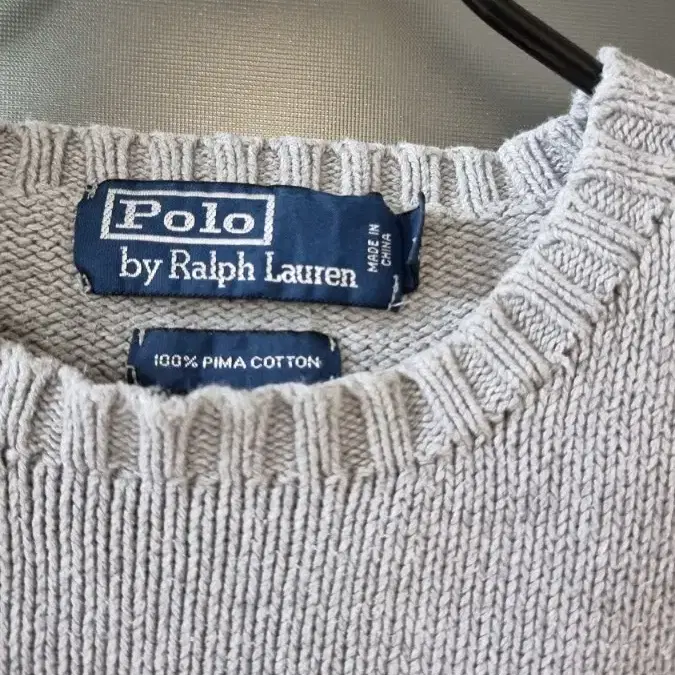 Polo
by Ralph Lauren
MADE IN
CHINA
100% PIMA COTTON